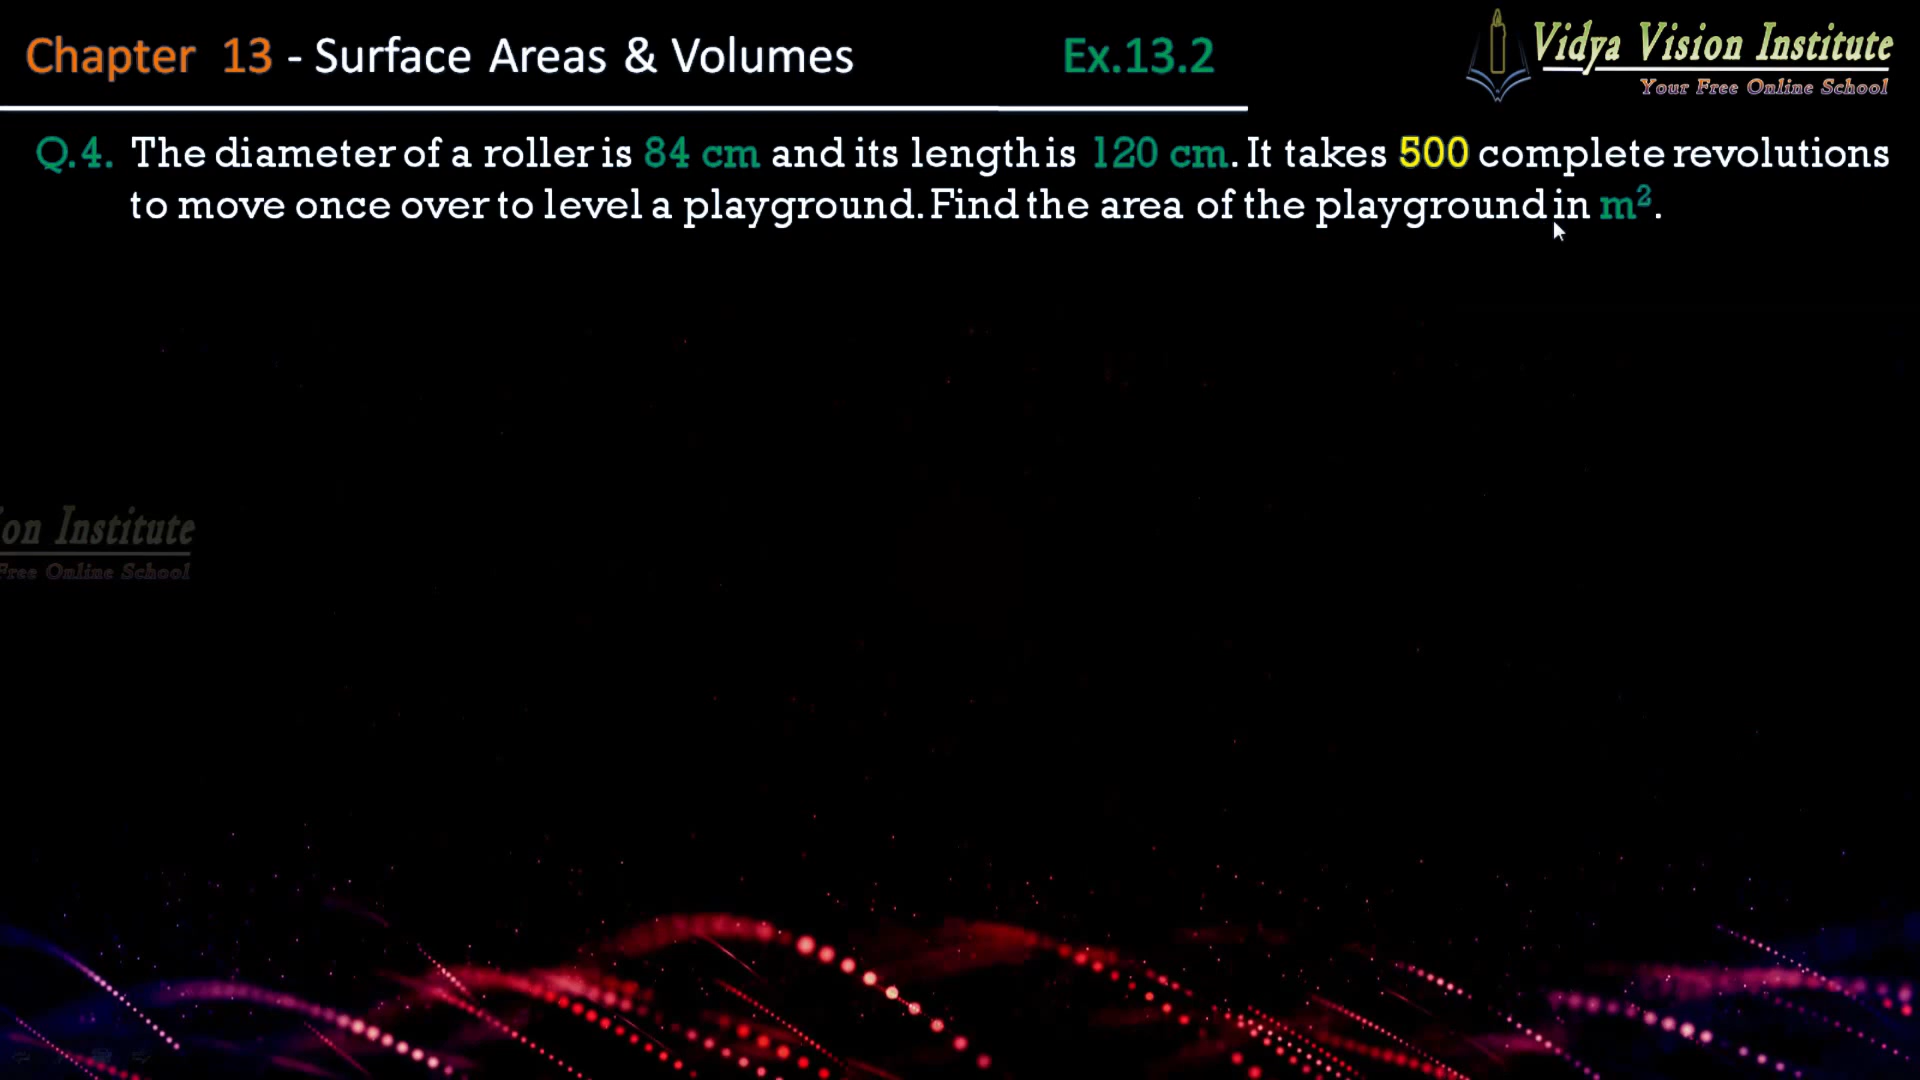 Chapter 13 - Surface Areas & Volumes
Ex.13.2
Vidya Vision Institute
Your Free Online School
Q.4. The diameter of a roller is 84 cm and its length is 120 cm. It takes 500 complete revolutions
to move once over to level a playground. Find the area of the playground in m².
on Institute
Free Online School